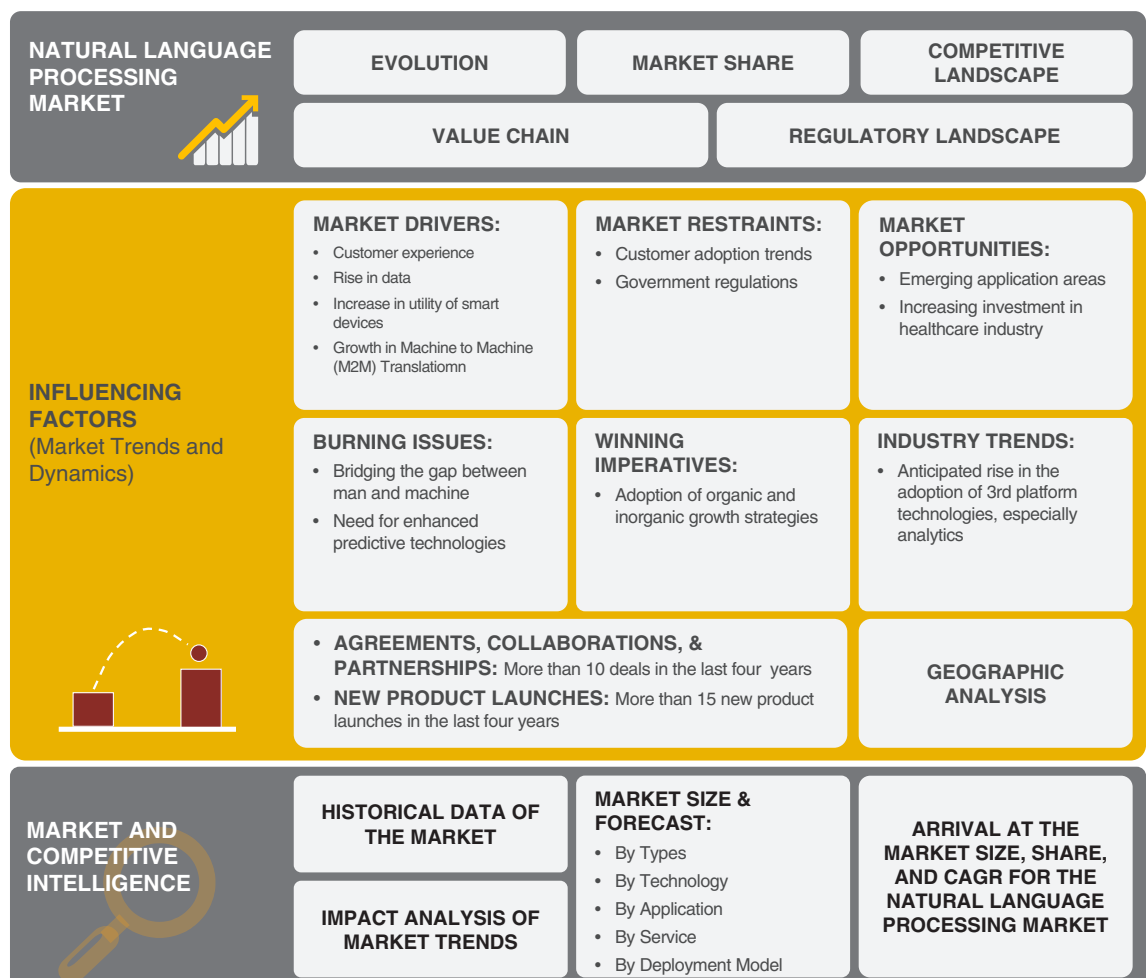 NATURAL LANGUAGE
PROCESSING
MARKET
EVOLUTION
MARKET SHARE
COMPETITIVE
LANDSCAPE
VALUE CHAIN
REGULATORY LANDSCAPE
INFLUENCING
FACTORS
(Market Trends and
Dynamics)
MARKET DRIVERS:
• Customer experience
• Rise in data
• Increase in utility of smart
devices
• Growth in Machine to Machine
(M2M) Translatiomn
MARKET RESTRAINTS:
• Customer adoption trends
• Government regulations
MARKET
OPPORTUNITIES:
• Emerging application areas
• Increasing investment in
healthcare industry
BURNING ISSUES:
• Bridging the gap between
man and machine
• Need for enhanced
predictive technologies
WINNING
IMPERATIVES:
• Adoption of organic and
inorganic growth strategies
INDUSTRY TRENDS:
• Anticipated rise in the
adoption of 3rd platform
technologies, especially
analytics
• AGREEMENTS, COLLABORATIONS, &
PARTNERSHIPS: More than 10 deals in the last four years
• NEW PRODUCT LAUNCHES: More than 15 new product
launches in the last four years
GEOGRAPHIC
ANALYSIS
MARKET AND
COMPETITIVE
INTELLIGENCE
HISTORICAL DATA OF
THE MARKET
IMPACT ANALYSIS OF
MARKET TRENDS
MARKET SIZE &
FORECAST:
• By Types
• By Technology
• By Application
• By Service
• By Deployment Model
ARRIVAL AT THE
MARKET SIZE, SHARE,
AND CAGR FOR THE
NATURAL LANGUAGE
PROCESSING MARKET